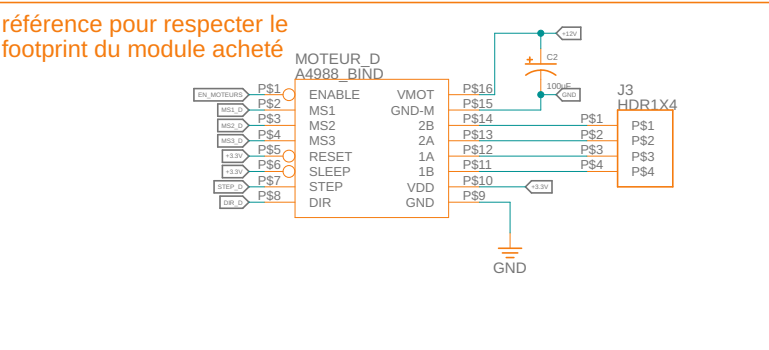 référence pour respecter le
footprint du module acheté
MOTEUR_D
A4988_BIND
+12V
C2
100uF
GND
J3
HDR1X4
EN_MOTEURS P$1 ENABLE VMOT P$16
MS1_D P$2 MS1 GND-M P$15
MS2_D P$3 MS2 2B P$14 P$1 P$1
MS3_D P$4 MS3 2A P$13 P$2 P$2
+3.3V P$5 RESET 1A P$12 P$3 P$3
+3.3V P$6 SLEEP 1B P$11 P$4 P$4
STEP_D P$7 STEP VDD P$10 +3.3V
DIR_D P$8 DIR GND P$9
GND